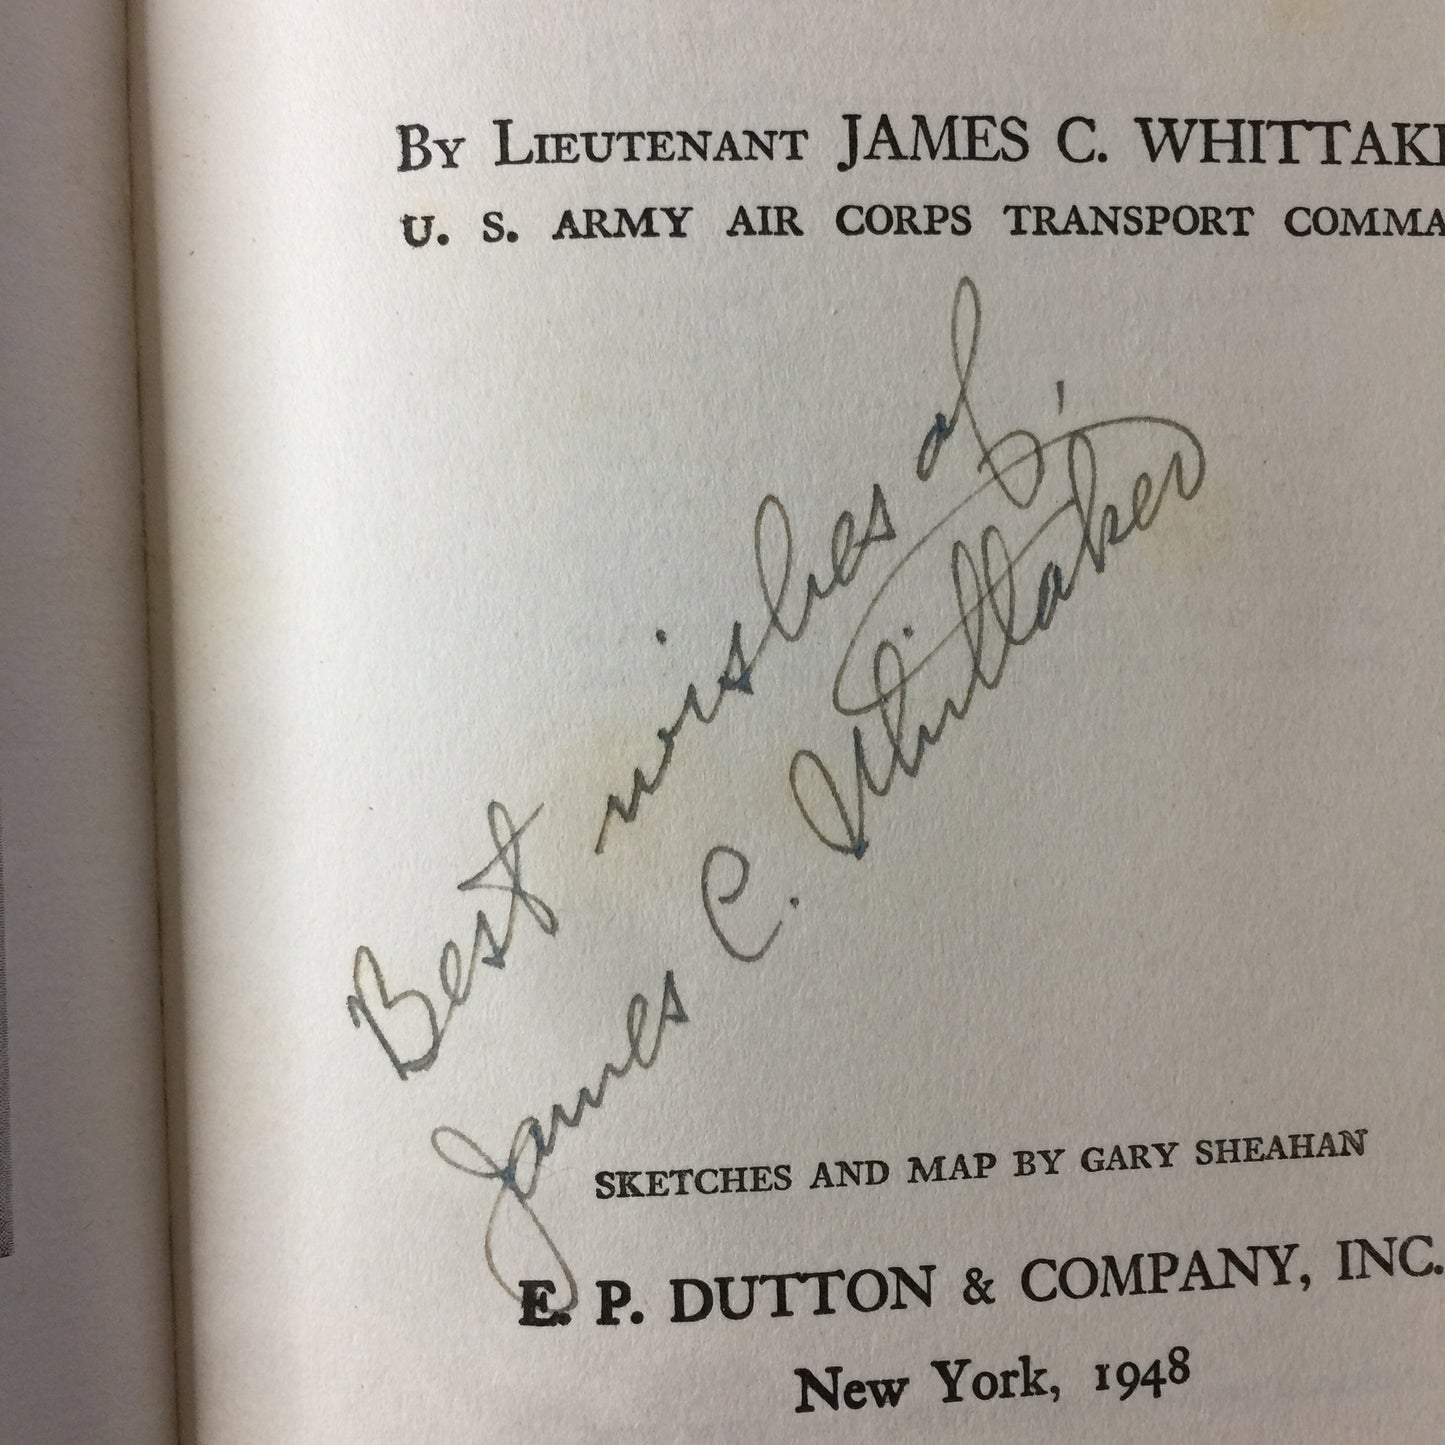 By Lieutenant JAMES C. WHITTAKE
U. S. ARMY AIR CORPS TRANSPORT COMMA
Best wishes of,
James C. Whittaker
SKETCHES AND MAP BY GARY SHEAHAN
E. P. DUTTON & COMPANY, INC.
New York, 1948